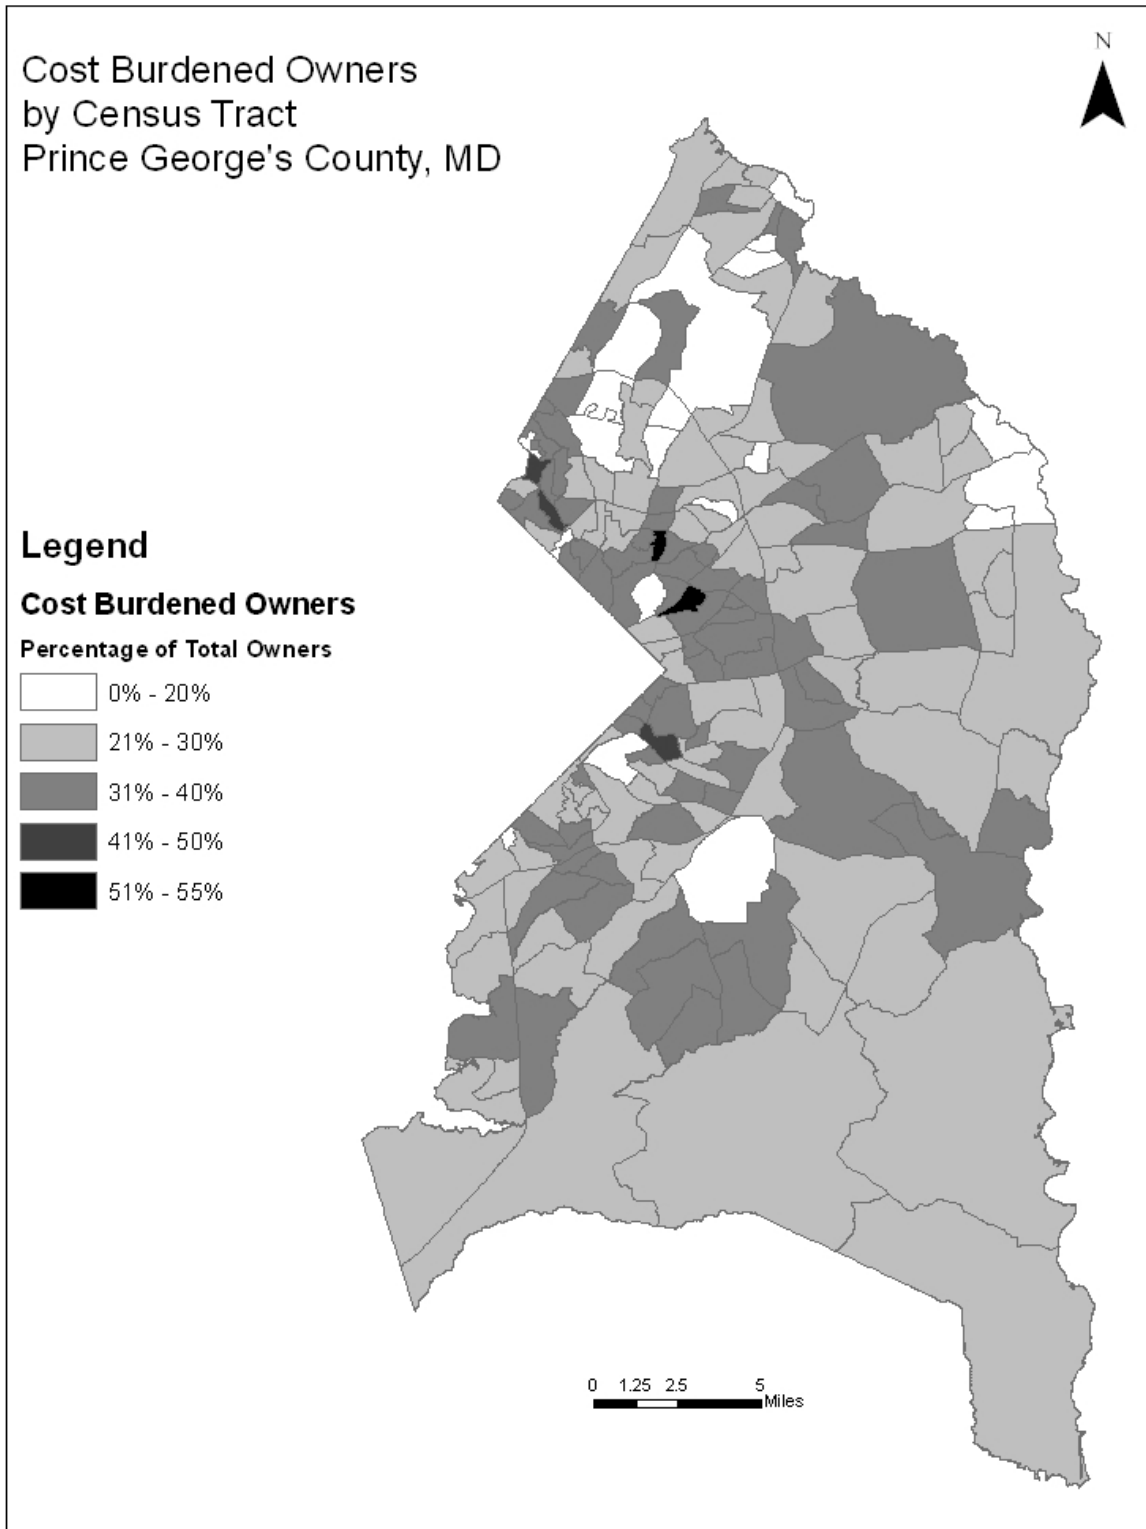 Cost Burdened Owners
by Census Tract
Prince George's County, MD
N
Legend
Cost Burdened Owners
Percentage of Total Owners
0% - 20%
21% - 30%
31% - 40%
41% - 50%
51% - 55%
0 1.25 2.5 5
Miles